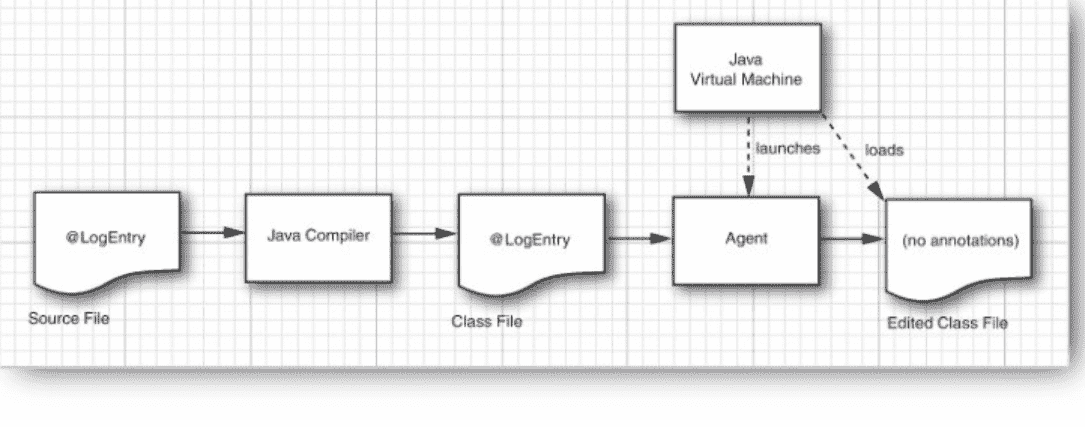 Java
Virtual Machine
launches
loads
@LogEntry
Java Compiler
@LogEntry
Agent
(no annotations)
Source File
Class File
Edited Class File